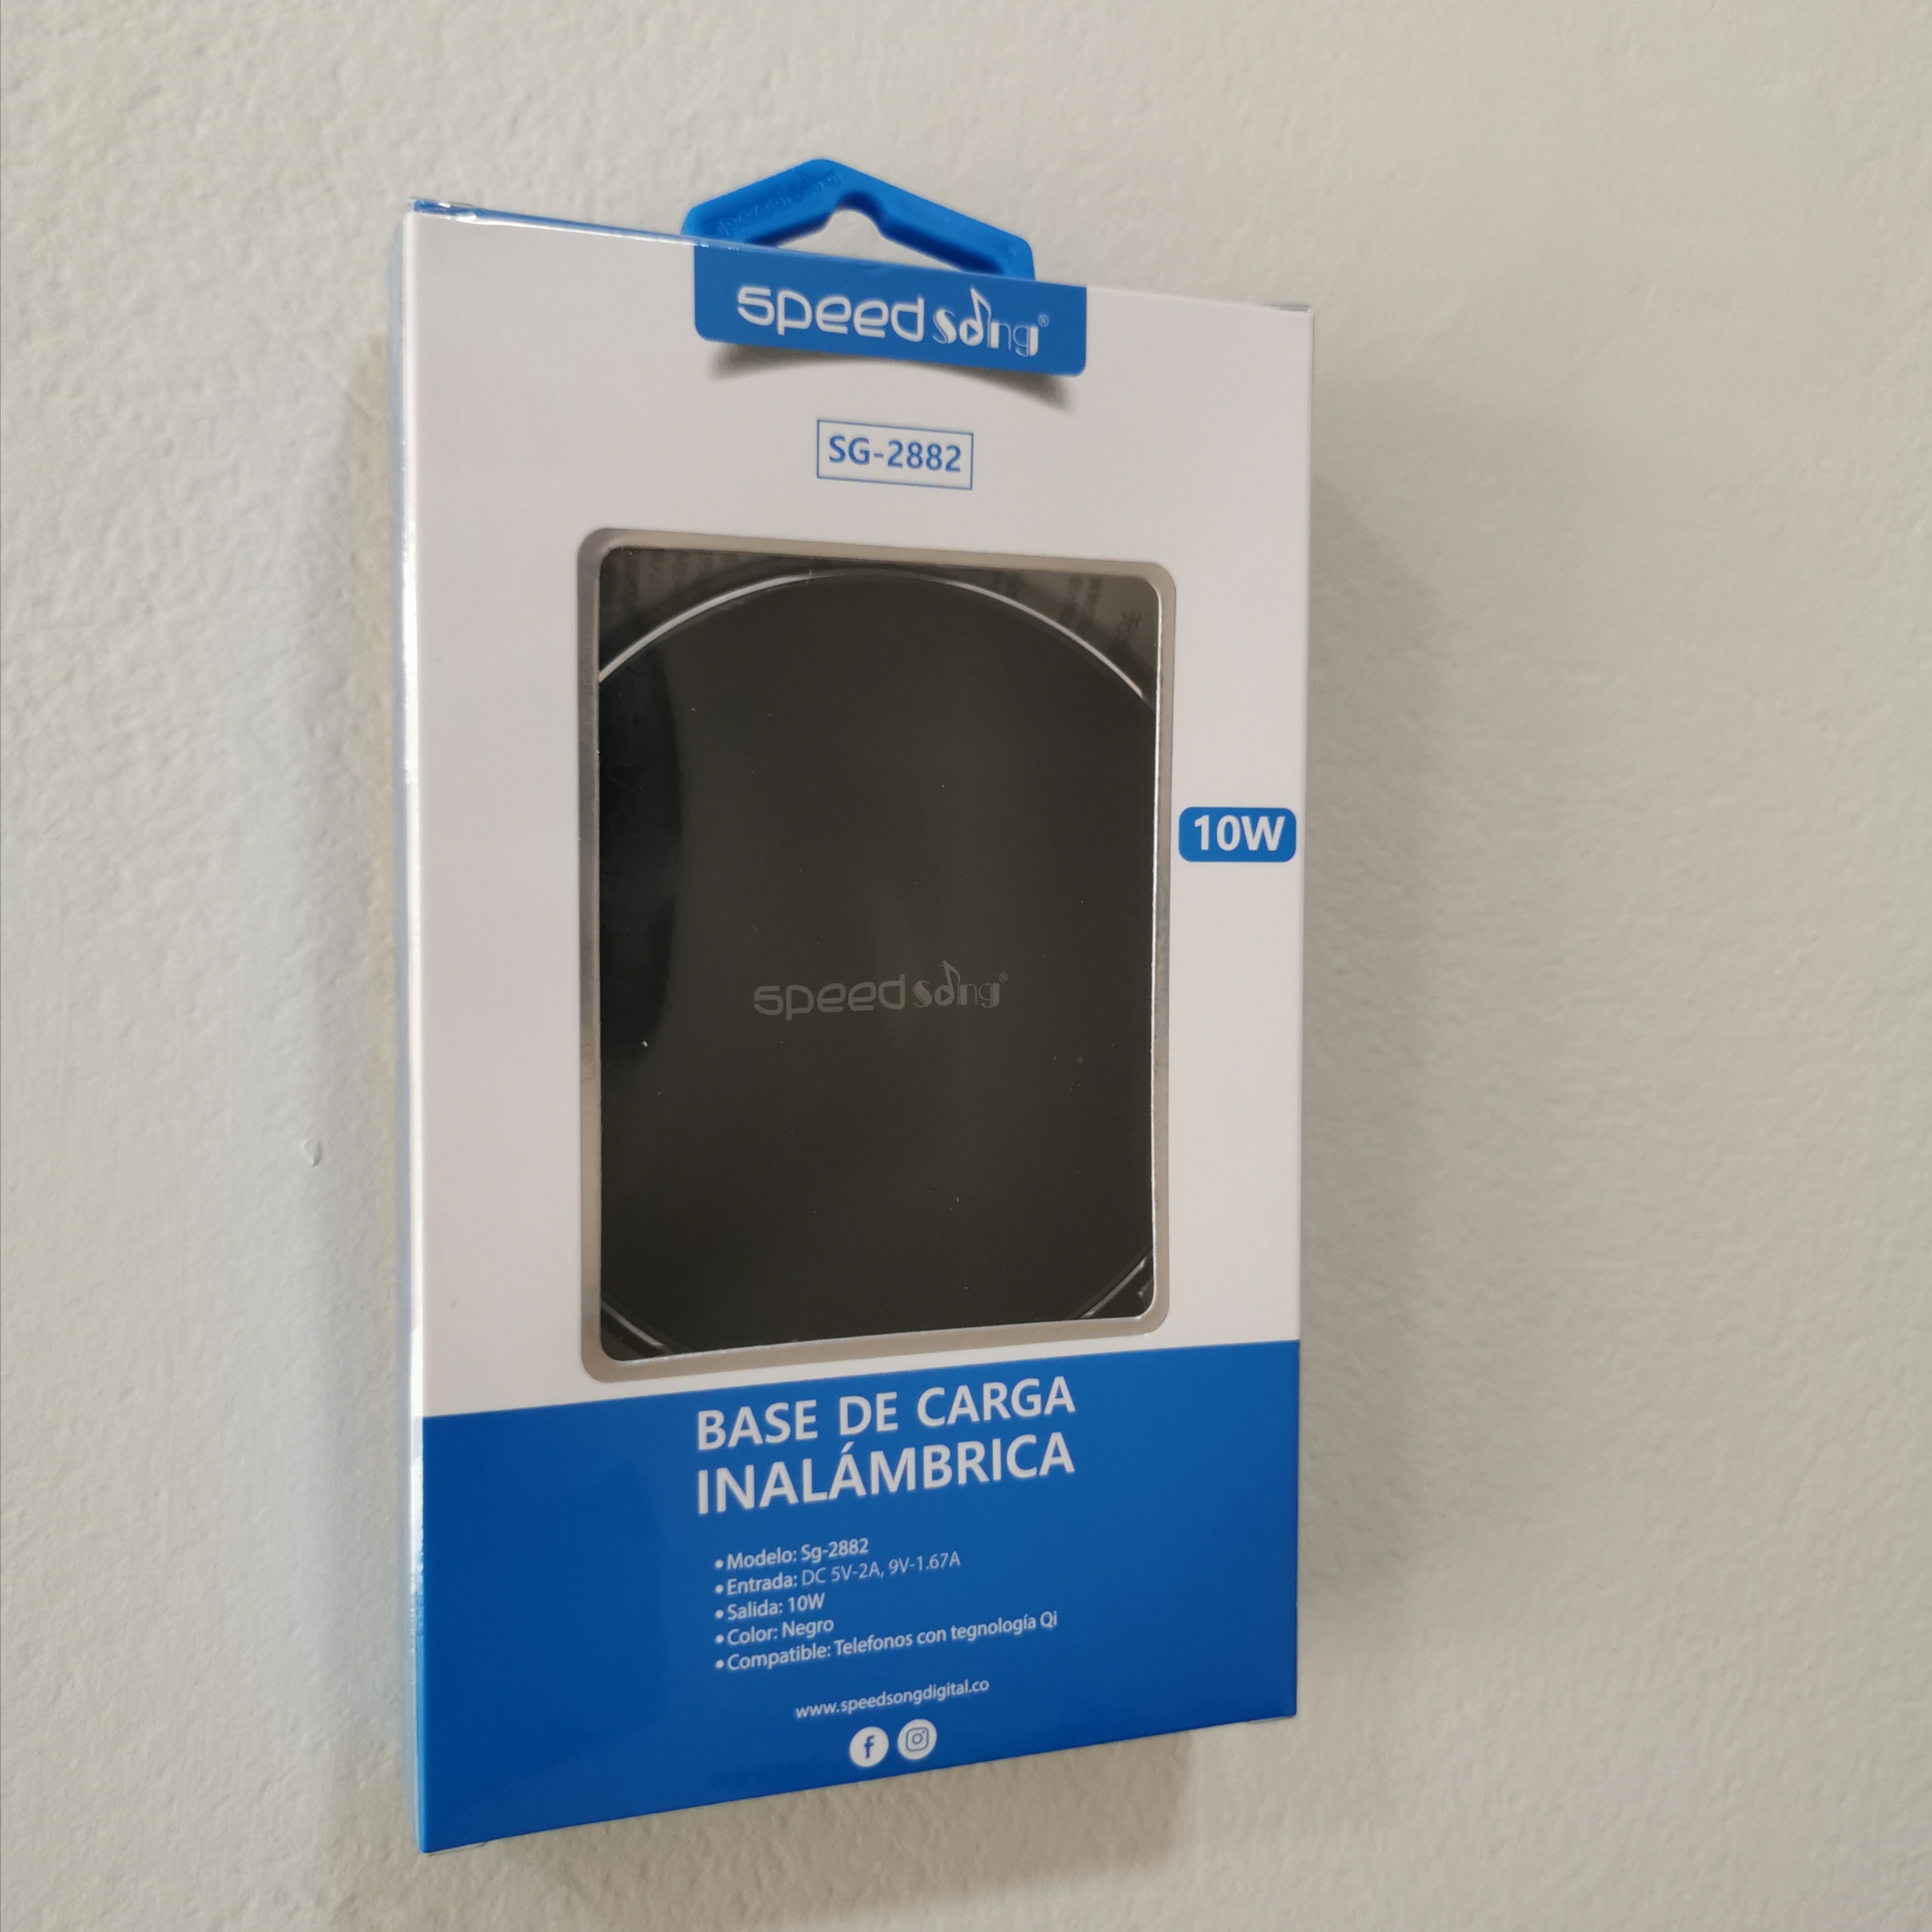 speedsong®
SG-2882
10W
speedsong®
BASE DE CARGA
INALÁMBRICA
• Modelo: Sg-2882
• Entrada: DC 5V-2A, 9V-1.67A
• Salida: 10W
• Color: Negro
• Compatible: Telefonos con tegnología Qi
www.speedsongdigital.co